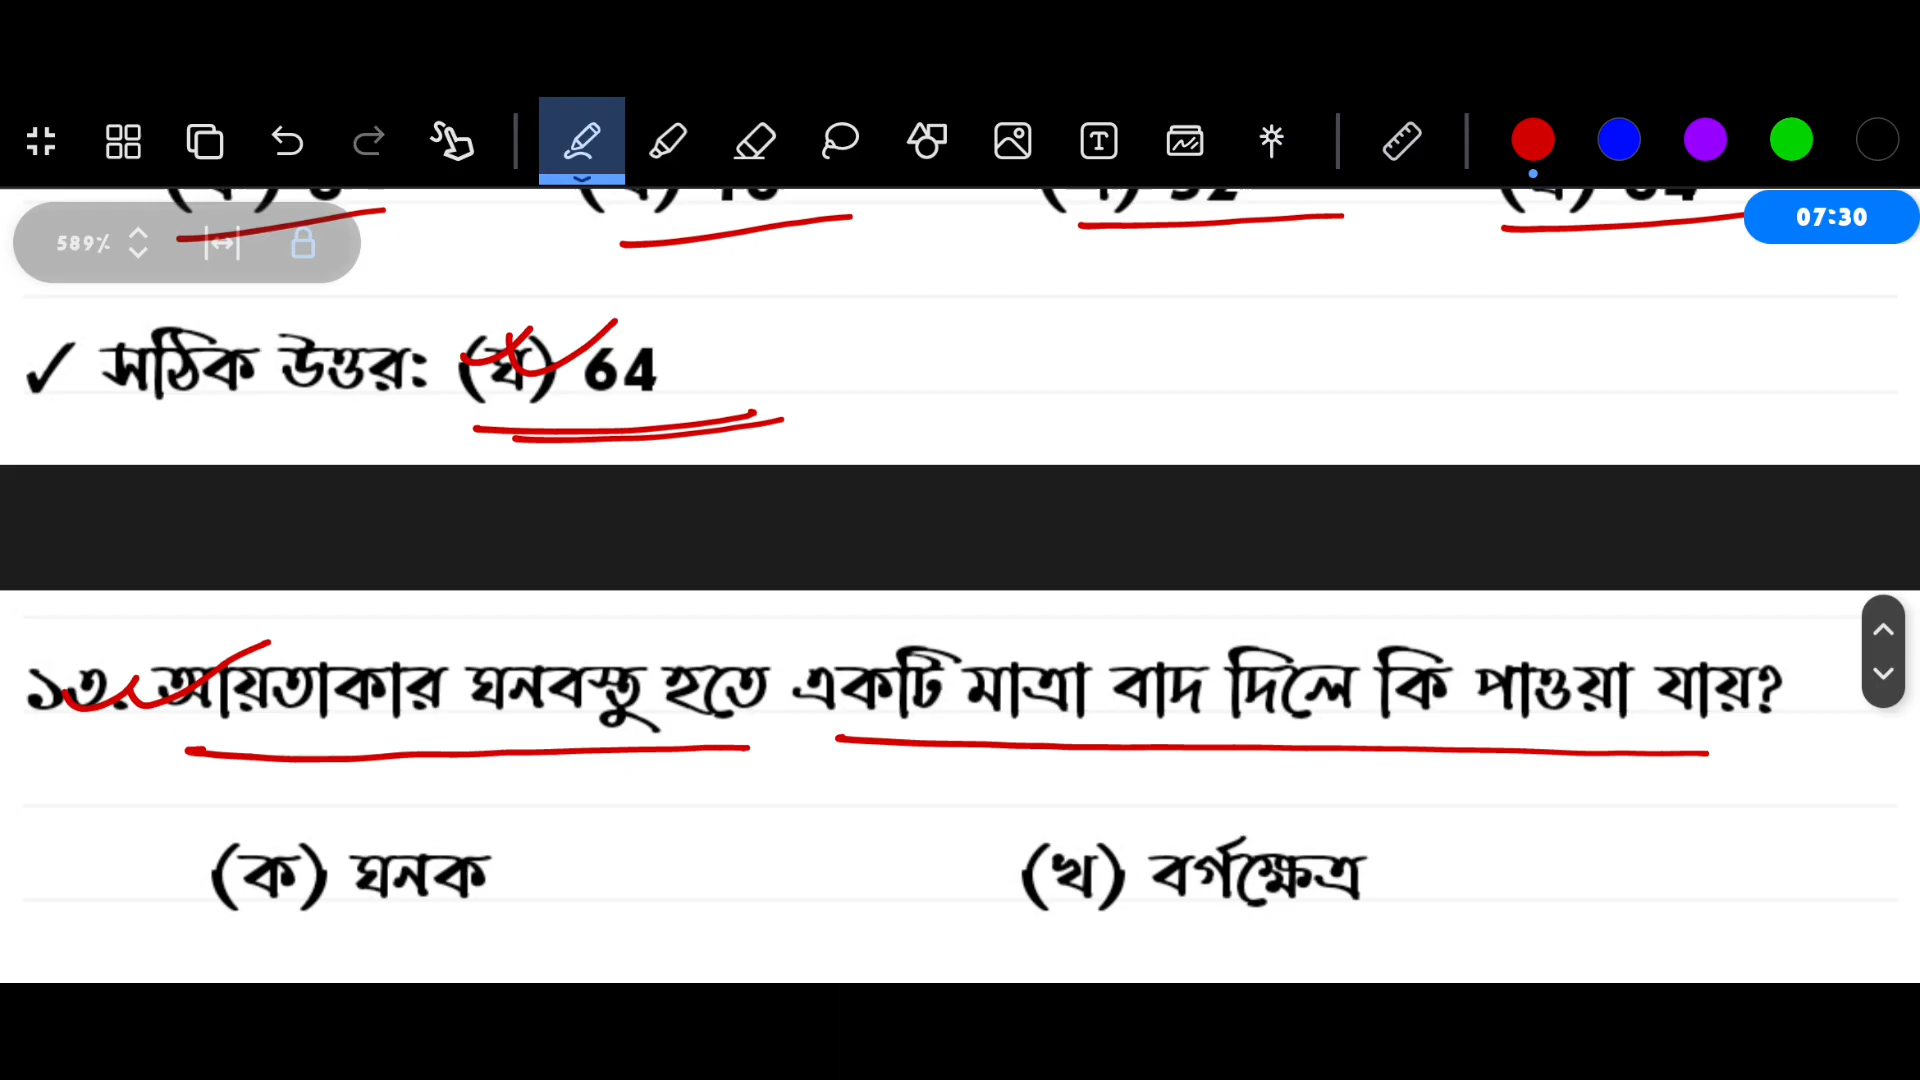 07:30
589%
✓ সঠিক উত্তর: (ঘ) 64
১৩. আয়তাকার ঘনবস্তু হতে একটি মাত্রা বাদ দিলে কি পাওয়া যায়?
(ক) ঘনক (খ) বর্গক্ষেত্র